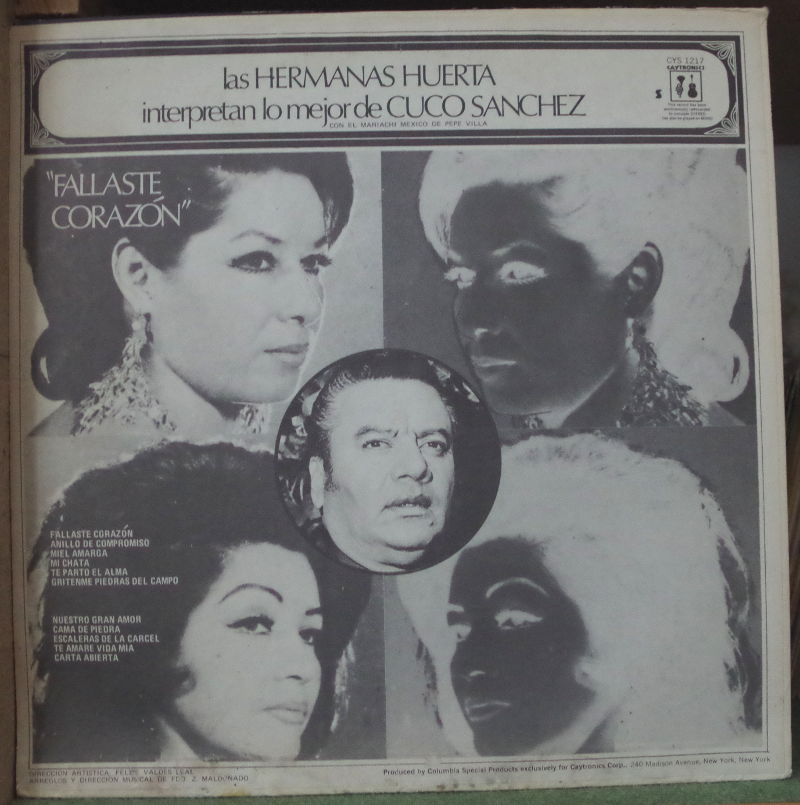 las HERMANAS HUERTA
interpretan lo mejor de CUCO SANCHEZ
CON EL MARIACHI MEXICO DE PEPE VILLA
CYS 1217
CAYTRONICS
S
"FALLASTE
CORAZÓN"
FALLASTE CORAZÓN
ANILLO DE COMPROMISO
MIEL AMARGA
MI CHATA
TE PARTO EL ALMA
GRITENME PIEDRAS DEL CAMPO
NUESTRO GRAN AMOR
CAMA DE PIEDRA
ESCALERAS DE LA CARCEL
TE AMARE VIDA MIA
CARTA ABIERTA
DIRECCIÓN ARTISTICA, FELIPE VALDES LEAL
ARREGLOS Y DIRECCION MUSICAL DE FDO. Z. MALDONADO
Produced by Columbia Special Products exclusively for Caytronics Corp., 240 Madison Avenue, New York, New York